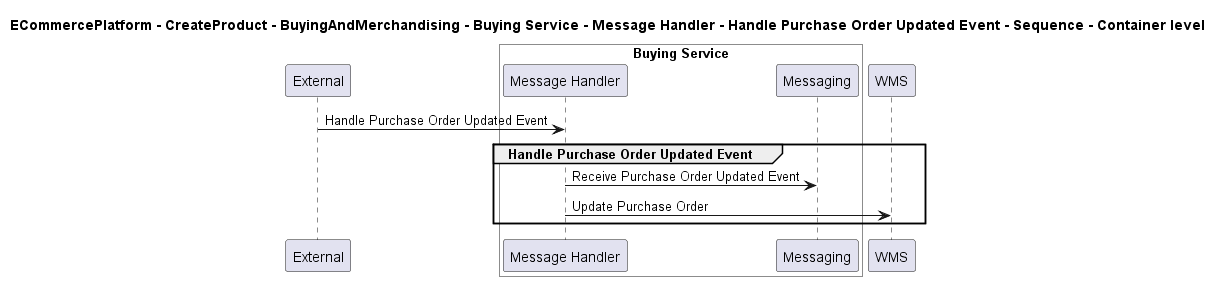 ECommercePlatform - CreateProduct - BuyingAndMerchandising - Buying Service - Message Handler - Handle Purchase Order Updated Event - Sequence - Container level
Buying Service
External
Message Handler
Messaging
WMS
Handle Purchase Order Updated Event
Handle Purchase Order Updated Event
Receive Purchase Order Updated Event
Update Purchase Order
External
Message Handler
Messaging
WMS